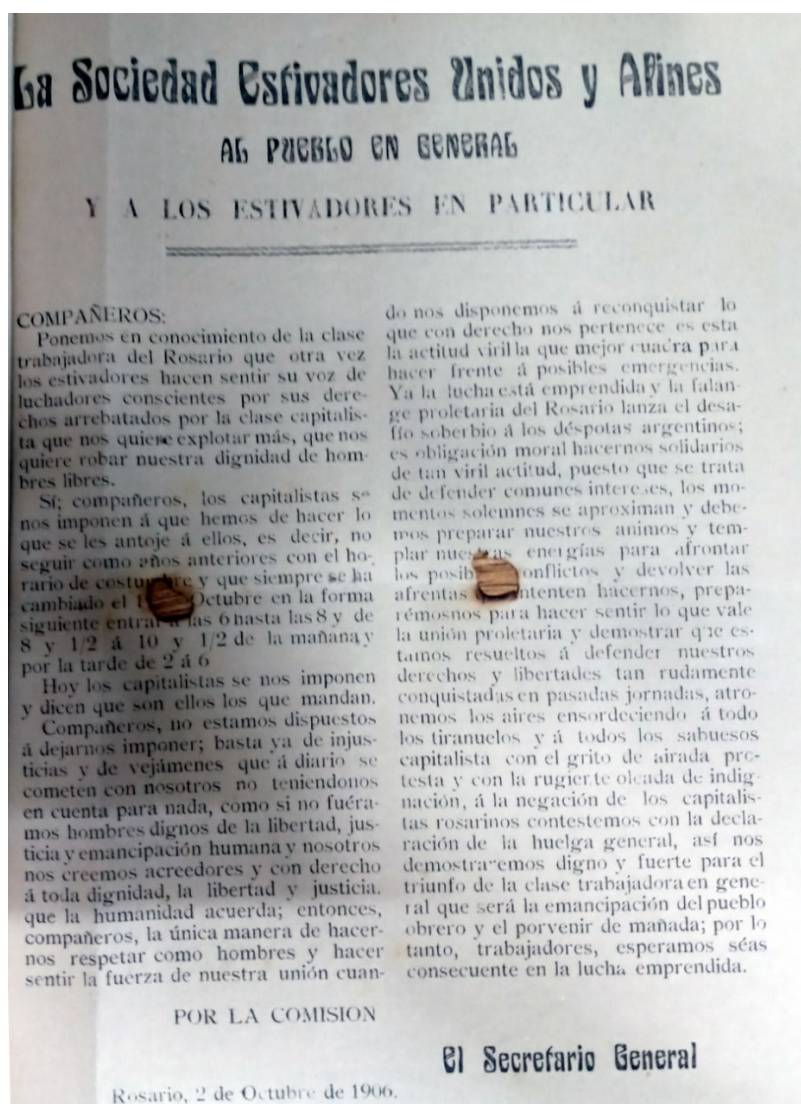 La Sociedad Estivadores Unidos y Afines
AL PUEBLO EN GENERAL
Y A LOS ESTIVADORES EN PARTICULAR
COMPAÑEROS:
Ponemos en conocimiento de la clase
trabajadora del Rosario que otra vez
los estivadores hacen sentir su voz de
luchadores conscientes por sus dere-
chos arrebatados por la clase capitalis-
ta que nos quiere explotar más, que nos
quiere robar nuestra dignidad de hom-
bres libres.
Sí; compañeros, los capitalistas se
nos imponen á que hemos de hacer lo
que se les antoje á ellos, es decir, no
seguir como años anteriores con el ho-
rario de costumbre y que siempre se ha
cambiado el Octubre en la forma
siguiente entrar á las 6 hasta las 8 y de
8 y 1/2 á 10 y 1/2 de la mañana y
por la tarde de 2 á 6
Hoy los capitalistas se nos imponen
y dicen que son ellos los que mandan.
Compañeros, no estamos dispuestos
á dejarnos imponer; basta ya de injus-
ticias y de vejámenes que á diario se
cometen con nosotros no teniendonos
en cuenta para nada, como si no fuéra-
mos hombres dignos de la libertad, jus-
ticia y emancipación humana y nosotros
nos creemos acreedores y con derecho
á toda dignidad, la libertad y justicia.
que la humanidad acuerda; entonces,
compañeros, la única manera de hacer-
nos respetar como hombres y hacer
sentir la fuerza de nuestra unión cuan-
do nos disponemos á reconquistar lo
que con derecho nos pertenece es esta
la actitud viril la que mejor cuadra para
hacer frente á posibles emergencias.
Ya la lucha está emprendida y la falan-
ge proletaria del Rosario lanza el desa-
fío soberbio á los déspotas argentinos;
es obligación moral hacernos solidarios
de tan viril actitud, puesto que se trata
de defender comunes intereses, los mo-
mentos solemnes se aproximan y debe-
mos preparar nuestros animos y tem-
plar nuestras energías para afrontar
los posibles conflictos y devolver las
afrentas intenten hacernos, prepa-
rémosnos para hacer sentir lo que vale
la unión proletaria y demostrar que es-
tamos resueltos á defender nuestros
derechos y libertades tan rudamente
conquistadas en pasadas jornadas, atro-
nemos los aires ensordeciendo á todo
los tiranuelos y á todos los sabuesos
capitalista con el grito de airada pro-
testa y con la rugiente oleada de indig-
nación, á la negación de los capitalis-
tas rosarinos contestemos con la decla-
ración de la huelga general, así nos
demostraremos digno y fuerte para el
triunfo de la clase trabajadora en gene-
ral que será la emancipación del pueblo
obrero y el porvenir de mañada; por lo
tanto, trabajadores, esperamos séas
consecuente en la lucha emprendida.
POR LA COMISION
El Secretario General
Rosario, 2 de Octubre de 1906.